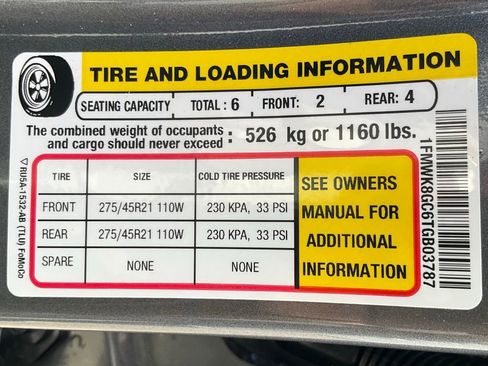 TIRE AND LOADING INFORMATION
SEATING CAPACITY TOTAL : 6 FRONT: 2 REAR: 4
The combined weight of occupants
and cargo should never exceed : 526 kg or 1160 lbs.
TIRE SIZE COLD TIRE PRESSURE
FRONT 275/45R21 110W 230 KPA, 33 PSI
REAR 275/45R21 110W 230 KPA, 33 PSI
SPARE NONE NONE
SEE OWNERS
MANUAL FOR
ADDITIONAL
INFORMATION
1FMWK8GC6TGB03787
RU5A-1532-AB (TLU) FoMoCo